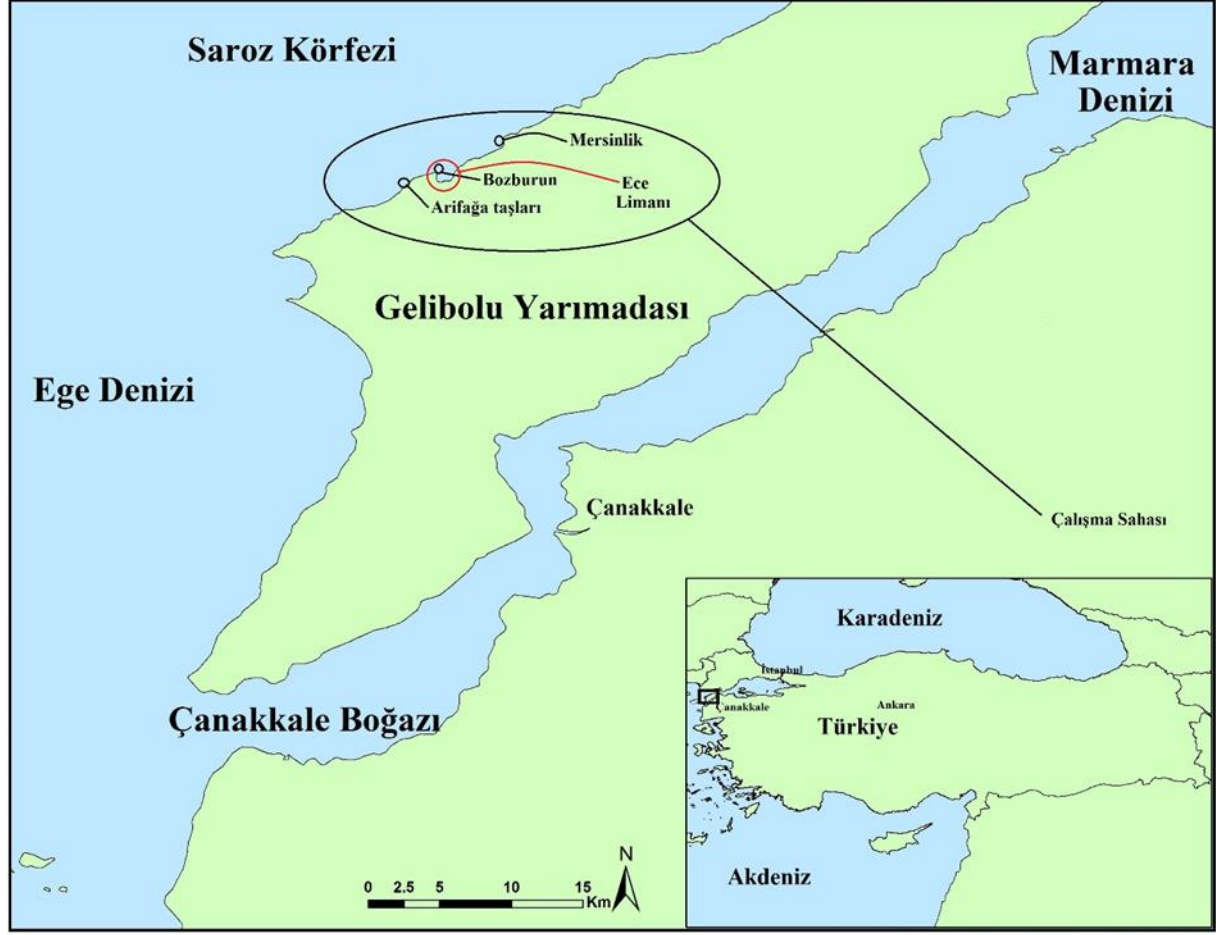 Saroz Körfezi
Marmara
Denizi
Mersinlik
Bozburun
Ece
Limanı
Arifağa taşları
Gelibolu Yarımadası
Ege Denizi
Çanakkale
Çalışma Sahası
Çanakkale Boğazı
Karadeniz
İstanbul
Çanakkale
Ankara
Türkiye
Akdeniz
N
0 2.5 5 10 15
Km